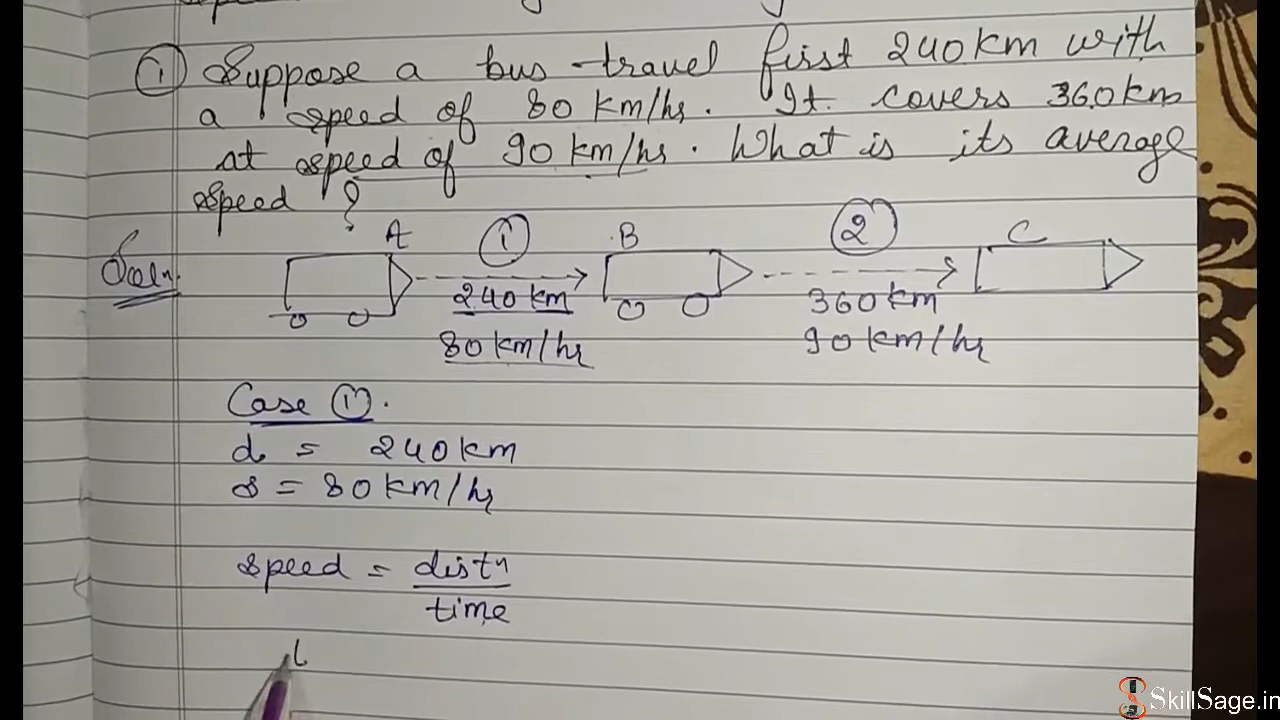 ① Suppose a bus travel first 240 km with
a speed of 80 km/hr. It covers 360 km
at speed of 90 km/hr. What is its average
speed ?
Soln.
A ① B ② C
240 km 360 km
80 km/hr 90 km/hr
Case ①.
d = 240 km
s = 80 km/hr
speed = distn
time
SkillSage.in